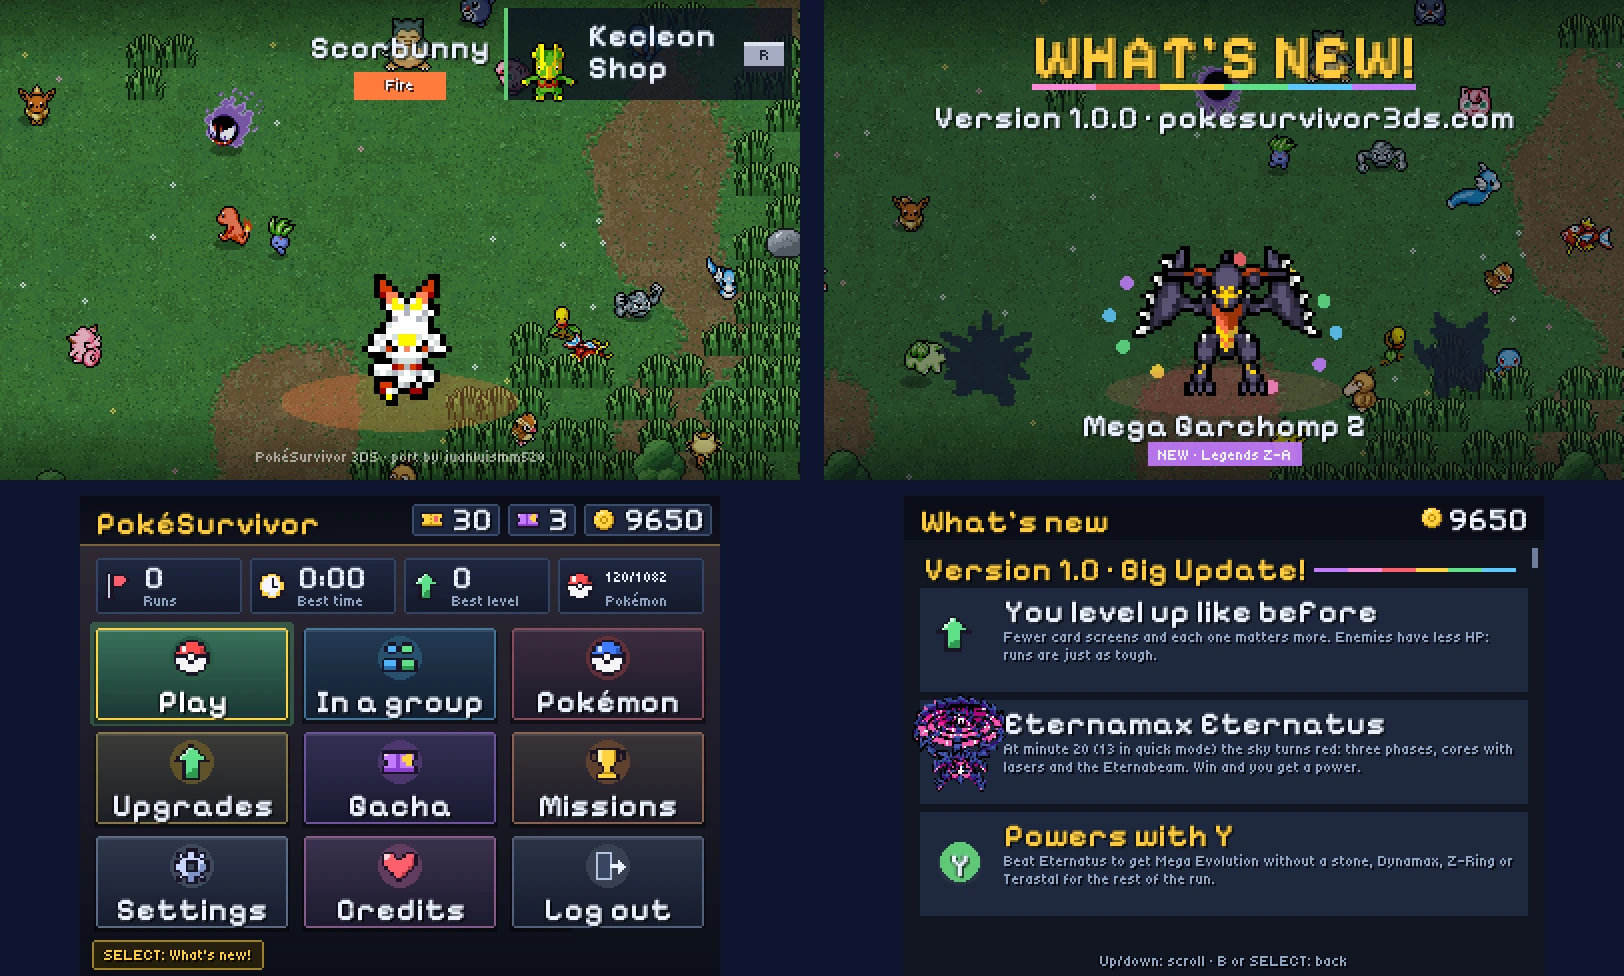 Scorbunny
Fire
Kecleon
Shop
R
PokéSurvivor 3DS · port by juanluismm520
WHAT'S NEW!
Version 1.0.0 · pokesurvivor3ds.com
Mega Garchomp Z
NEW · Legends Z-A
PokéSurvivor
30
3
9650
0
Runs
0:00
Best time
0
Best level
120/1082
Pokémon
Play
In a group
Pokémon
Upgrades
Gacha
Missions
Settings
Credits
Log out
SELECT: What's new!
What's new
9650
Version 1.0 · Big Update!
You level up like before
Fewer card screens and each one matters more. Enemies have less HP:
runs are just as tough.
Eternamax Eternatus
At minute 20 (13 in quick mode) the sky turns red: three phases, cores with
lasers and the Eternabeam. Win and you get a power.
Powers with Y
Y
Beat Eternatus to get Mega Evolution without a stone, Dynamax, Z-Ring or
Terastal for the rest of the run.
Up/down: scroll · B or SELECT: back